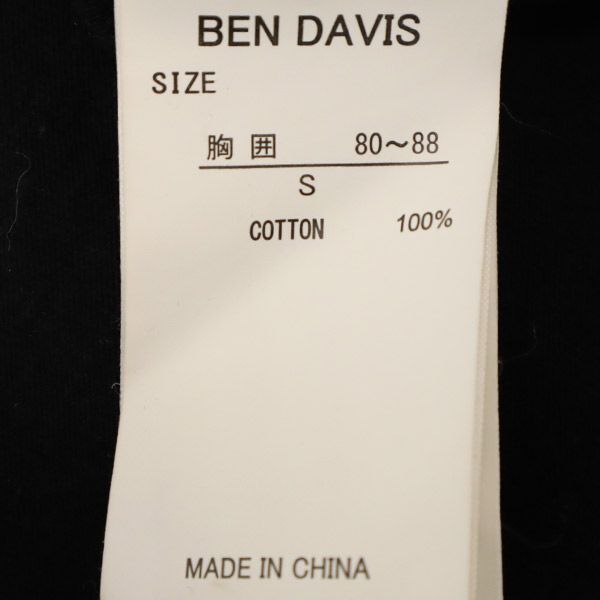 BEN DAVIS
SIZE
胸囲 80～88
S
COTTON 100%
MADE IN CHINA